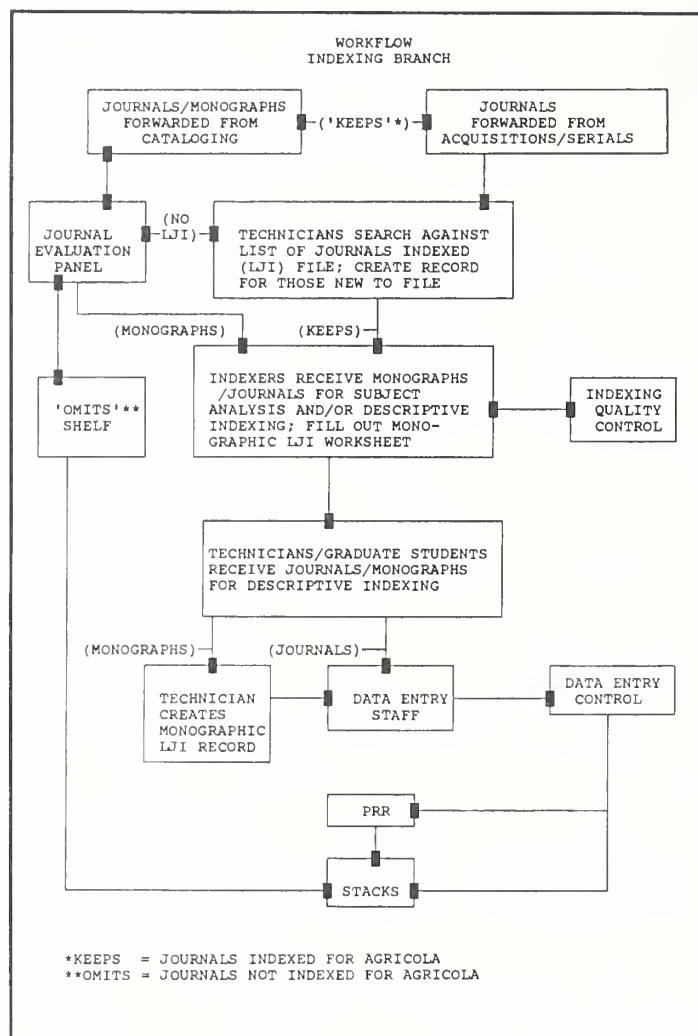 WORKFLOW
INDEXING BRANCH
JOURNALS/MONOGRAPHS
FORWARDED FROM
CATALOGING
('KEEPS'*)
JOURNALS
FORWARDED FROM
ACQUISITIONS/SERIALS
JOURNAL
EVALUATION
PANEL
(NO
LJI)
TECHNICIANS SEARCH AGAINST
LIST OF JOURNALS INDEXED
(LJI) FILE; CREATE RECORD
FOR THOSE NEW TO FILE
(MONOGRAPHS)
(KEEPS)
'OMITS'**
SHELF
INDEXERS RECEIVE MONOGRAPHS
/JOURNALS FOR SUBJECT
ANALYSIS AND/OR DESCRIPTIVE
INDEXING; FILL OUT MONO-
GRAPHIC LJI WORKSHEET
INDEXING
QUALITY
CONTROL
TECHNICIANS/GRADUATE STUDENTS
RECEIVE JOURNALS/MONOGRAPHS
FOR DESCRIPTIVE INDEXING
(MONOGRAPHS)
(JOURNALS)
TECHNICIAN
CREATES
MONOGRAPHIC
LJI RECORD
DATA ENTRY
STAFF
DATA ENTRY
CONTROL
PRR
STACKS
*KEEPS = JOURNALS INDEXED FOR AGRICOLA
**OMITS = JOURNALS NOT INDEXED FOR AGRICOLA